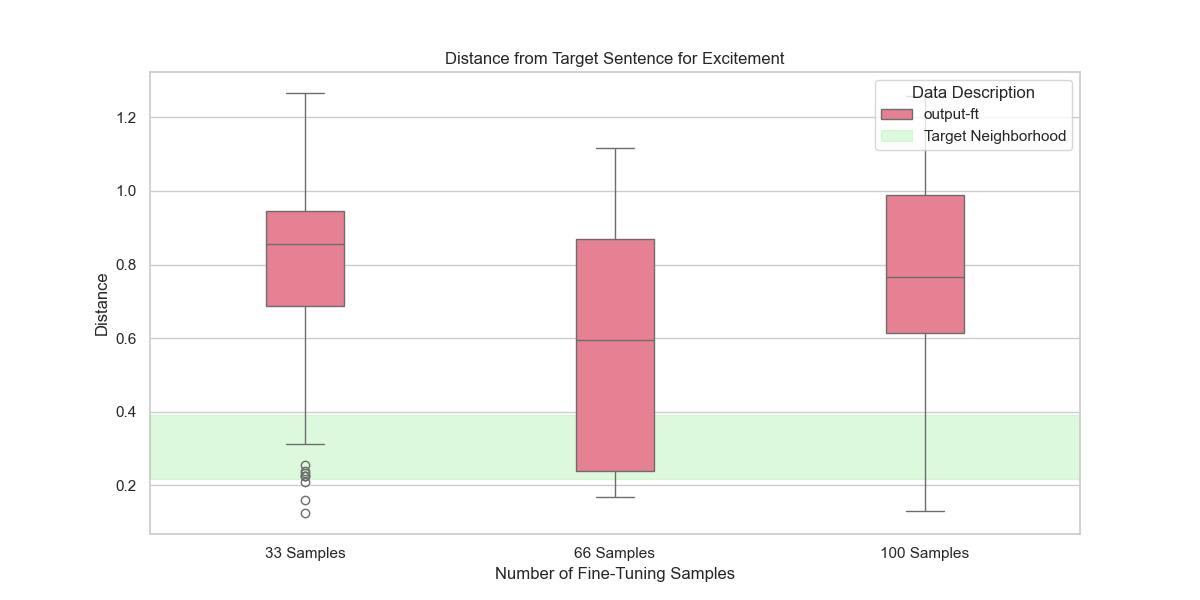 Distance from Target Sentence for Excitement
Data Description
output-ft
Target Neighborhood
1.2
1.0
0.8
0.6
0.4
0.2
Distance
33 Samples
66 Samples
100 Samples
Number of Fine-Tuning Samples